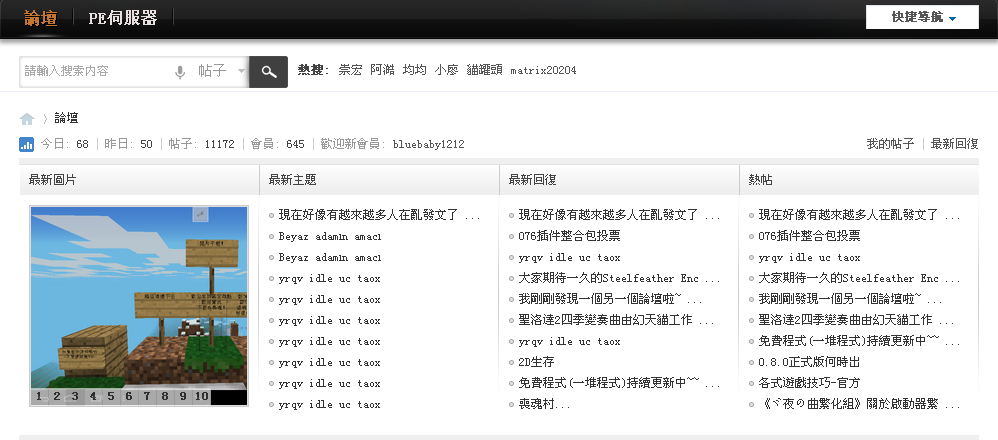 論壇 PE伺服器 快捷導航
請輸入搜索內容 帖子 熱搜: 崇宏 阿澔 均均 小廖 貓罐頭 matrix20204
論壇
今日: 68 昨日: 50 帖子: 11172 會員: 645 歡迎新會員: bluebaby1212 我的帖子 最新回復
最新圖片 最新主題 最新回復 熱帖
現在好像有越來越多人在亂發文了 ... 現在好像有越來越多人在亂發文了 ... 現在好像有越來越多人在亂發文了 ...
Beyaz adamin amaci 076插件整合包投票 076插件整合包投票
Beyaz adamin amaci yrqv idle uc taox yrqv idle uc taox
yrqv idle uc taox 大家期待一久的Steelfeather Enc ... 大家期待一久的Steelfeather Enc ...
yrqv idle uc taox 我剛剛發現一個另一個論壇啦~ ... 我剛剛發現一個另一個論壇啦~ ...
yrqv idle uc taox 聖洛達2四季變奏曲由幻天貓工作 ... 聖洛達2四季變奏曲由幻天貓工作 ...
yrqv idle uc taox yrqv idle uc taox 免費程式(一堆程式)持續更新中~~ ...
yrqv idle uc taox 2D生存 0.8.0正式版何時出
yrqv idle uc taox 免費程式(一堆程式)持續更新中~~ ... 各式遊戲技巧-官方
yrqv idle uc taox 喪魂村... 《ヾ夜の曲繁化組》關於啟動器繁 ...
1 2 3 4 5 6 7 8 9 10